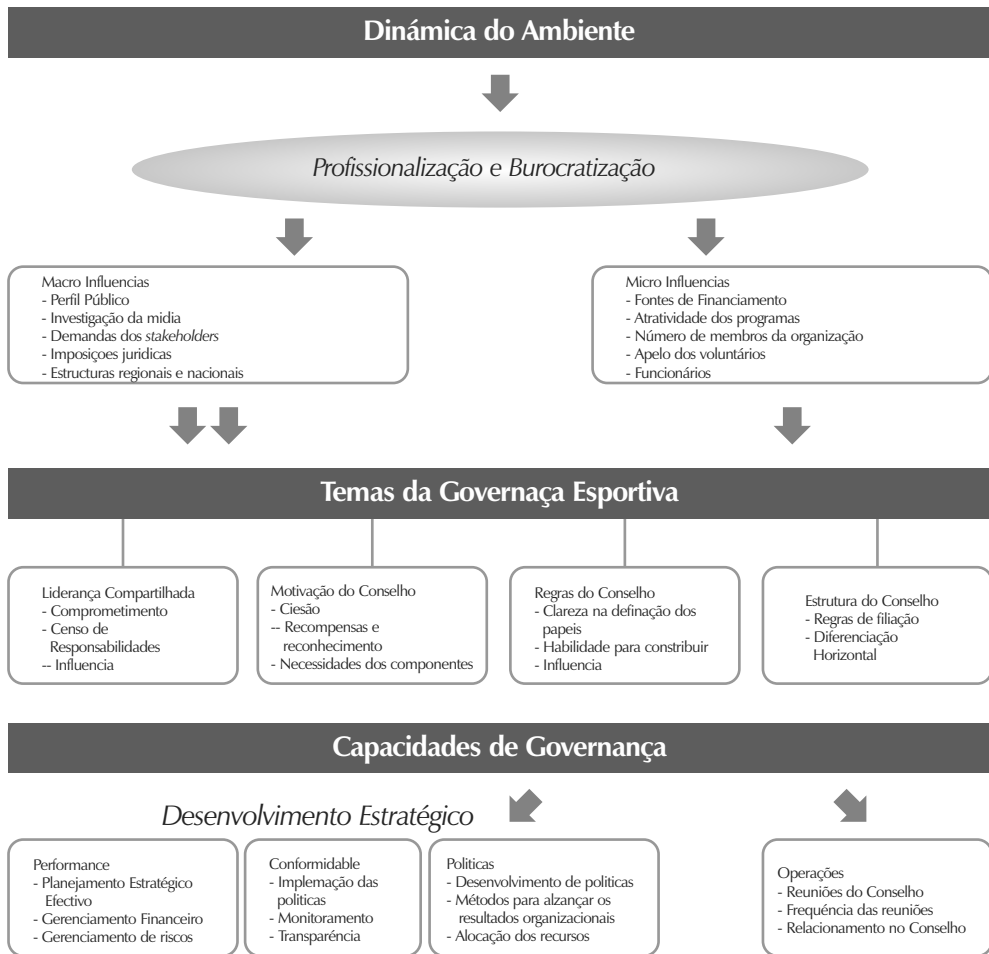 Dinámica do Ambiente
Profissionalização e Burocratização
Macro Influencias
- Perfil Público
- Investigação da midia
- Demandas dos stakeholders
- Imposiçoes juridicas
- Estructuras regionais e nacionais
Micro Influencias
- Fontes de Financiamento
- Atratividade dos programas
- Número de membros da organização
- Apelo dos voluntários
- Funcionários
Temas da Governaça Esportiva
Liderança Compartilhada
- Comprometimento
- Censo de
Responsabilidades
-- Influencia
Motivação do Conselho
- Ciesão
-- Recompensas e
reconhecimento
- Necessidades dos componentes
Regras do Conselho
- Clareza na definação dos
papeis
- Habilidade para constribuir
- Influencia
Estrutura do Conselho
- Regras de filiação
- Diferenciação
Horizontal
Capacidades de Governança
Desenvolvimento Estratégico
Performance
- Planejamento Estratégico
Efectivo
- Gerenciamento Financeiro
- Gerenciamento de riscos
Conformidable
- Implemação das
politicas
- Monitoramento
- Transparéncia
Politicas
- Desenvolvimento de politicas
- Métodos para alzançar os
resultados organizacionais
- Alocação dos recursos
Operações
- Reuniões do Conselho
- Frequéncia das reuniões
- Relacionamento no Conselho